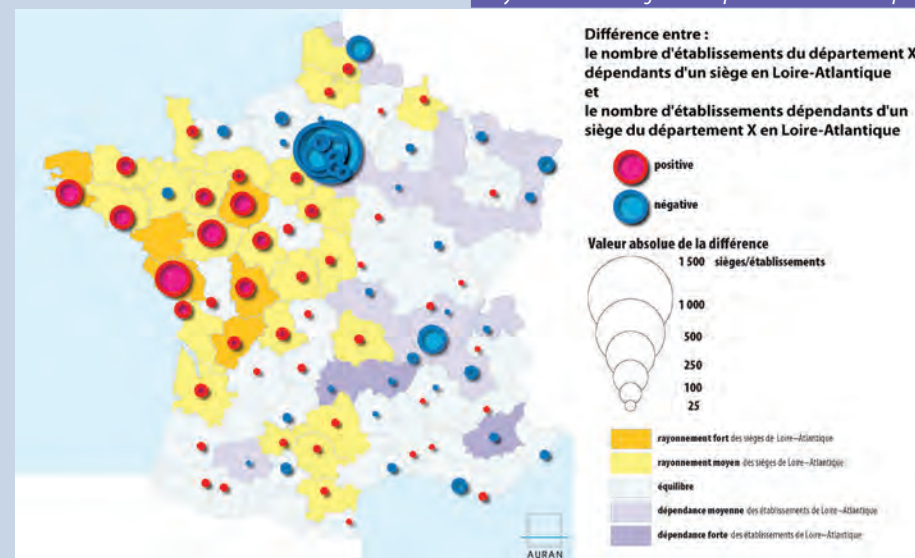 Différence entre :
le nombre d'établissements du département X
dépendants d'un siège en Loire-Atlantique
et
le nombre d'établissements dépendants d'un
siège du département X en Loire-Atlantique
positive
négative
Valeur absolue de la différence
1 500 sièges/établissements
1 000
500
250
100
25
rayonnement fort des sièges de Loire-Atlantique
rayonnement moyen des sièges de Loire-Atlantique
équilibre
dépendance moyenne des établissements de Loire-Atlantique
dépendance forte des établissements de Loire-Atlantique
AURAN